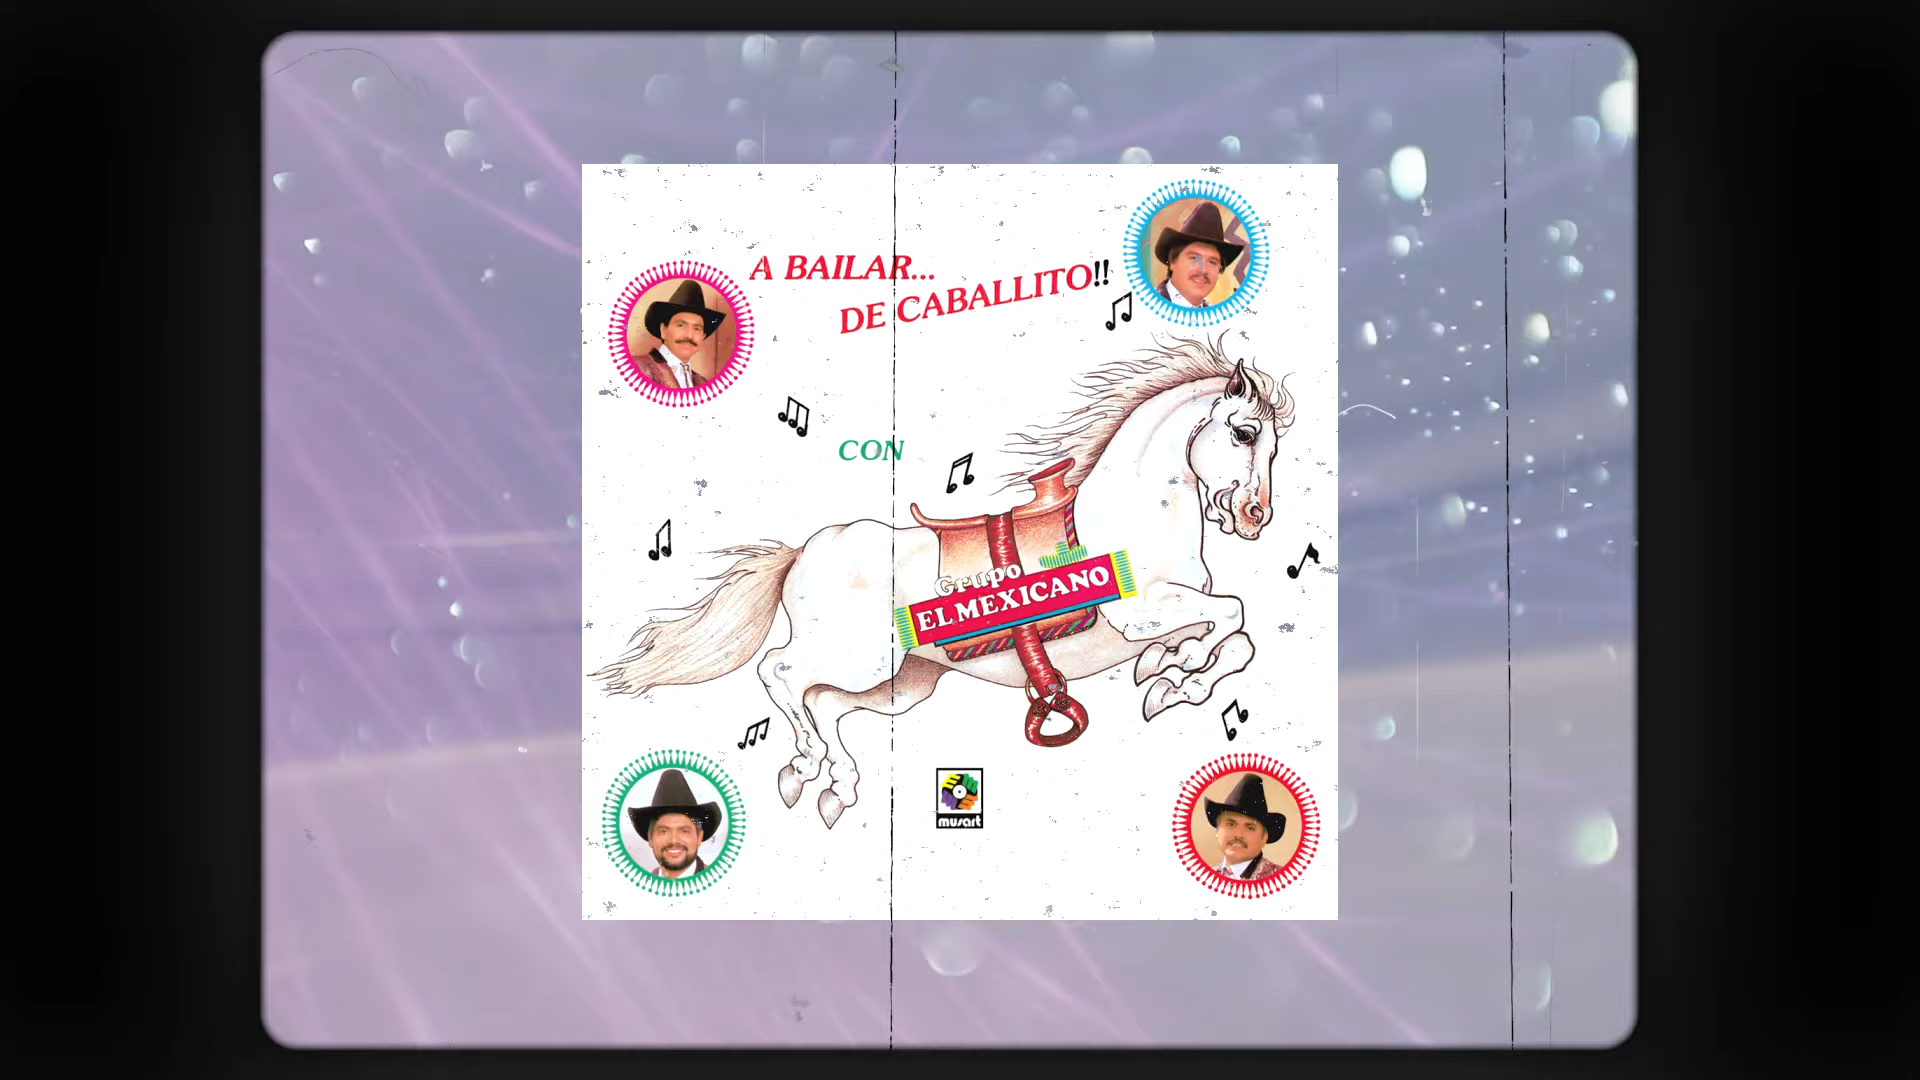 A BAILAR...
DE CABALLITO!!
CON
Grupo
EL MEXICANO
musart